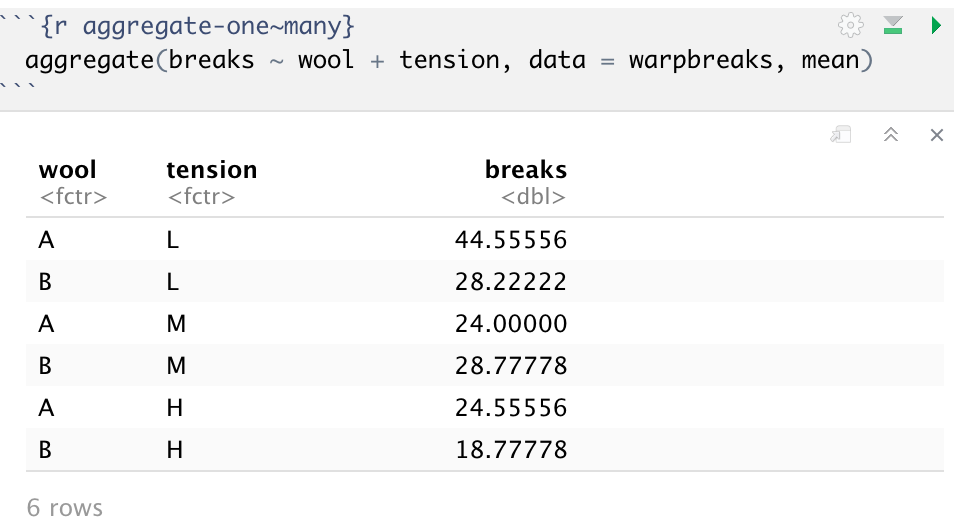 ```{r aggregate-one~many}
aggregate(breaks ~ wool + tension, data = warpbreaks, mean)
```
wool tension breaks
<fctr> <fctr> <dbl>
A L 44.55556
B L 28.22222
A M 24.00000
B M 28.77778
A H 24.55556
B H 18.77778
6 rows